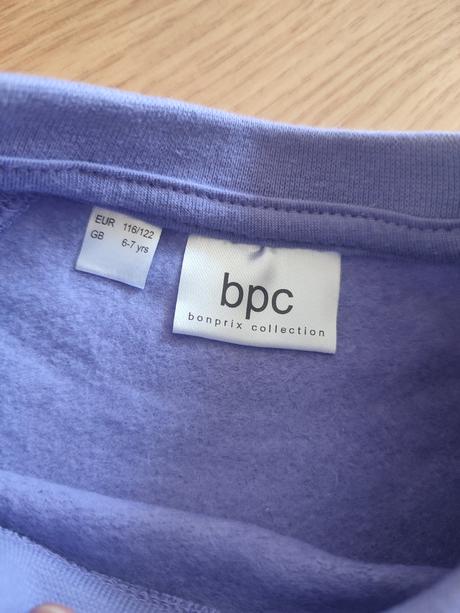 EUR 116/122
GB 6-7 yrs
bpc
bonprix collection